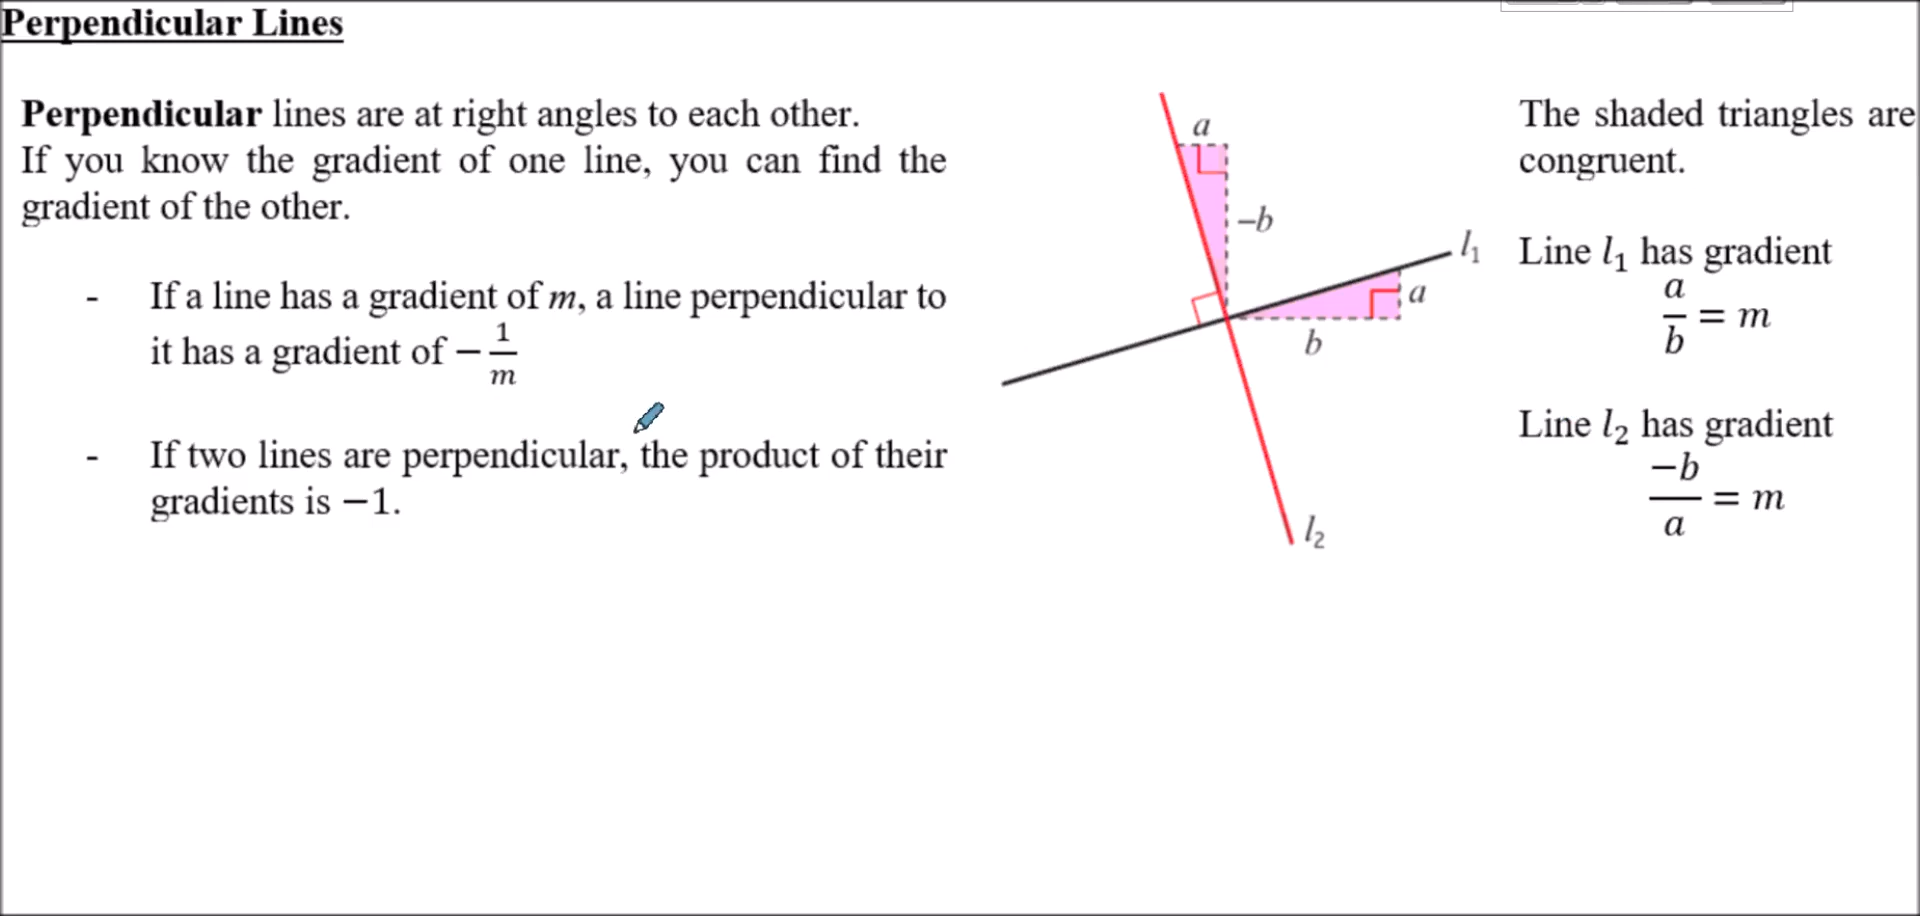 Perpendicular Lines
Perpendicular lines are at right angles to each other.
If you know the gradient of one line, you can find the
gradient of the other.
- If a line has a gradient of m, a line perpendicular to
it has a gradient of −1/m
- If two lines are perpendicular, the product of their
gradients is −1.
a
−b
l₁
a
b
l₂
The shaded triangles are
congruent.
Line l₁ has gradient
a/b = m
Line l₂ has gradient
−b/a = m